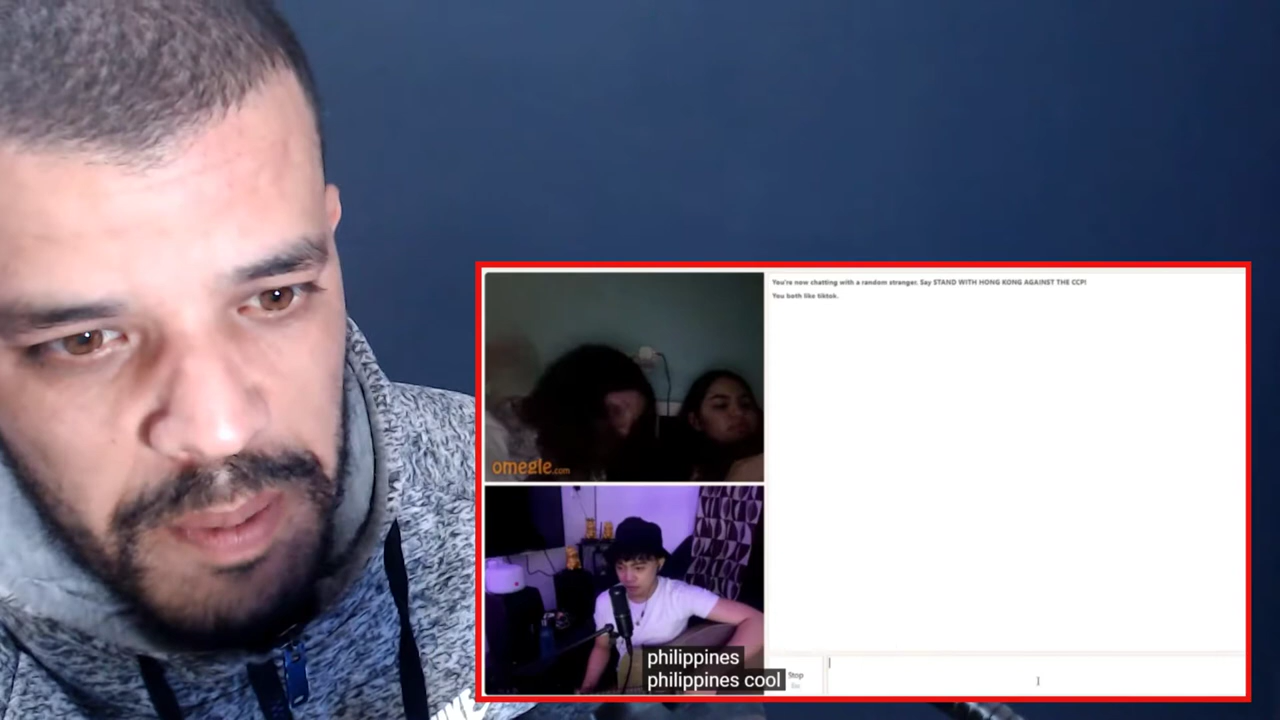 You're now chatting with a random stranger. Say STAND WITH HONG KONG AGAINST THE CCP!
You both like tiktok.
omegle.com
philippines
philippines cool
Stop
Esc